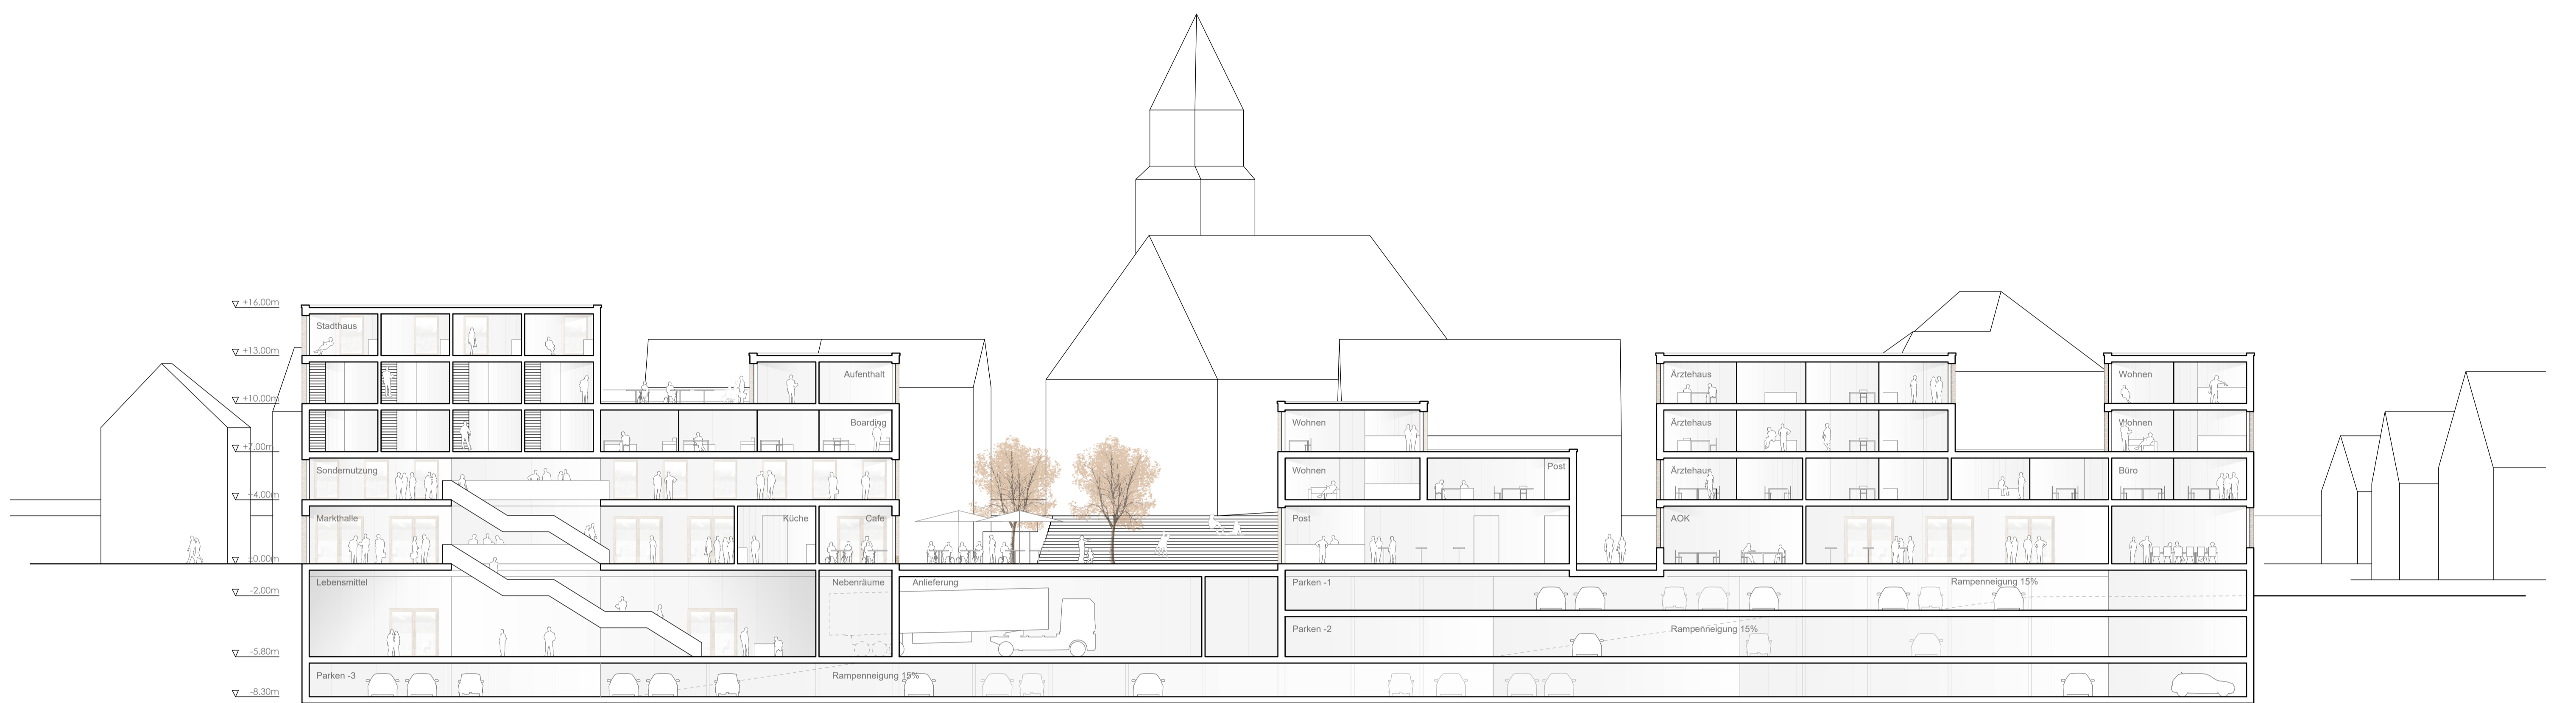 +16.00m
Stadthaus
+13.00m
Aufenthalt
Ärztehaus
Wohnen
+10.00m
Boarding
Wohnen
Ärztehaus
Wohnen
+7.00m
Sondernutzung
Wohnen
Post
Ärztehaus
Büro
+4.00m
Markthalle
Küche
Cafe
Post
AOK
±0.00m
Lebensmittel
Nebenräume
Anlieferung
Parken -1
Rampenneigung 15%
-2.00m
Parken -2
Rampenneigung 15%
-5.80m
Parken -3
Rampenneigung 15%
-8.30m